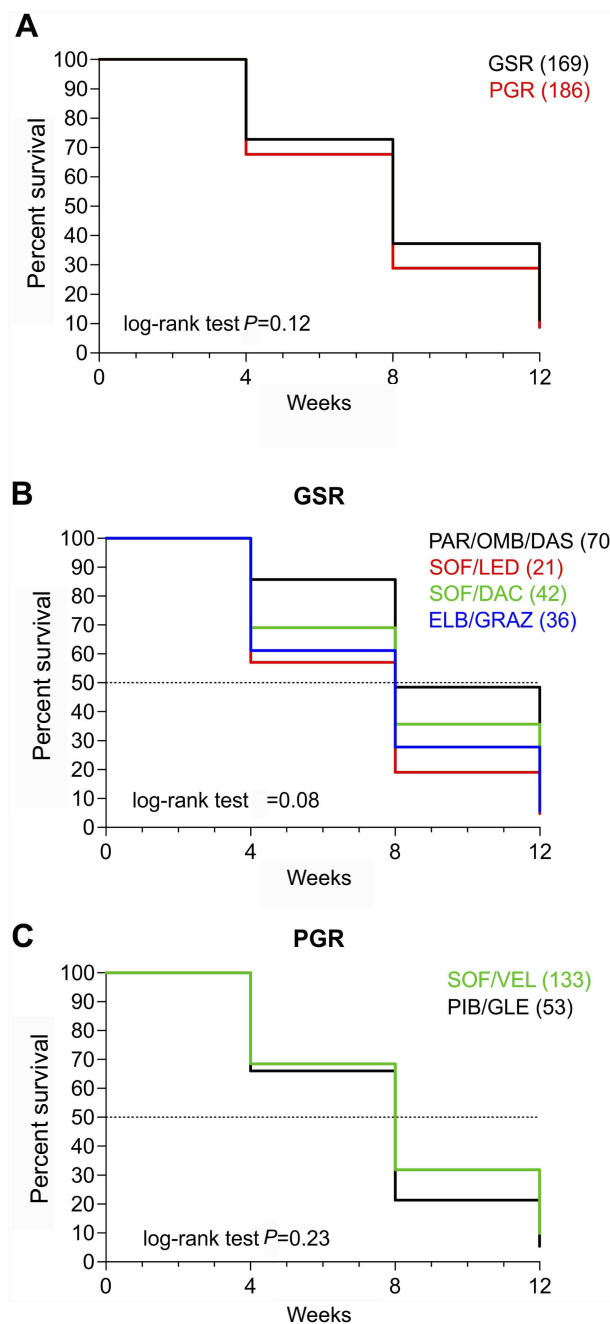 A
100
90
80
70
60
50
40
30
20
10
0
Percent survival
GSR (169)
PGR (186)
log-rank test P=0.12
0 4 8 12
Weeks
B
GSR
100
90
80
70
60
50
40
30
20
10
0
Percent survival
PAR/OMB/DAS (70
SOF/LED (21)
SOF/DAC (42)
ELB/GRAZ (36)
log-rank test =0.08
0 4 8 12
Weeks
C
PGR
100
90
80
70
60
50
40
30
20
10
0
Percent survival
SOF/VEL (133)
PIB/GLE (53)
log-rank test P=0.23
0 4 8 12
Weeks